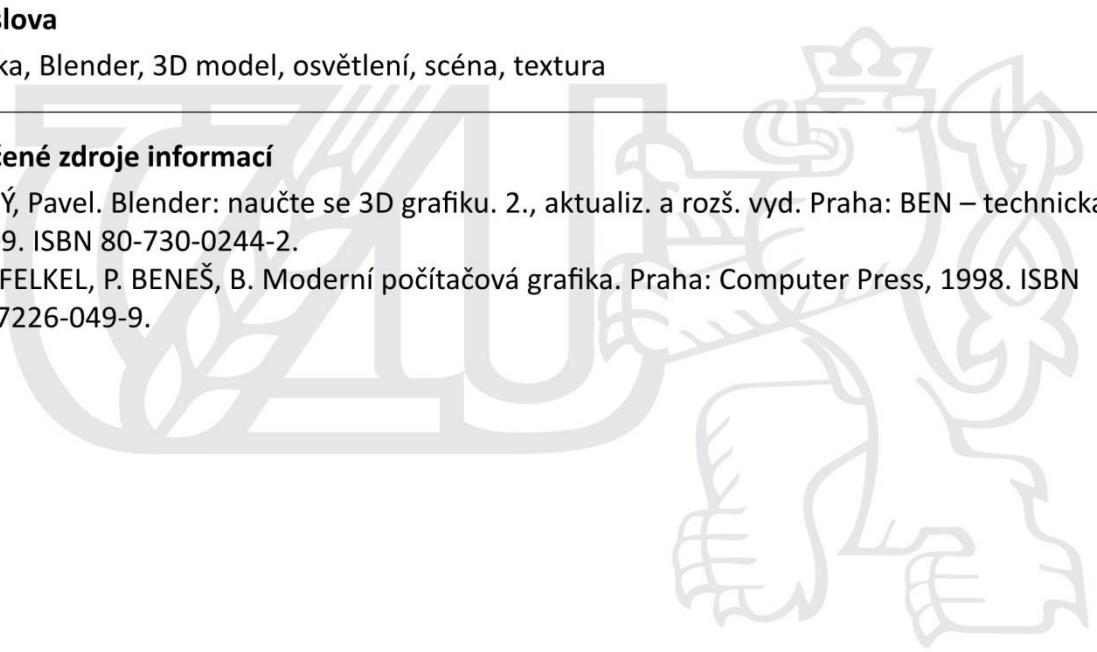 slova
ka, Blender, 3D model, osvětlení, scéna, textura
čené zdroje informací
Ý, Pavel. Blender: naučte se 3D grafiku. 2., aktualiz. a rozš. vyd. Praha: BEN – technická
9. ISBN 80-730-0244-2.
FELKEL, P. BENEŠ, B. Moderní počítačová grafika. Praha: Computer Press, 1998. ISBN
7226-049-9.